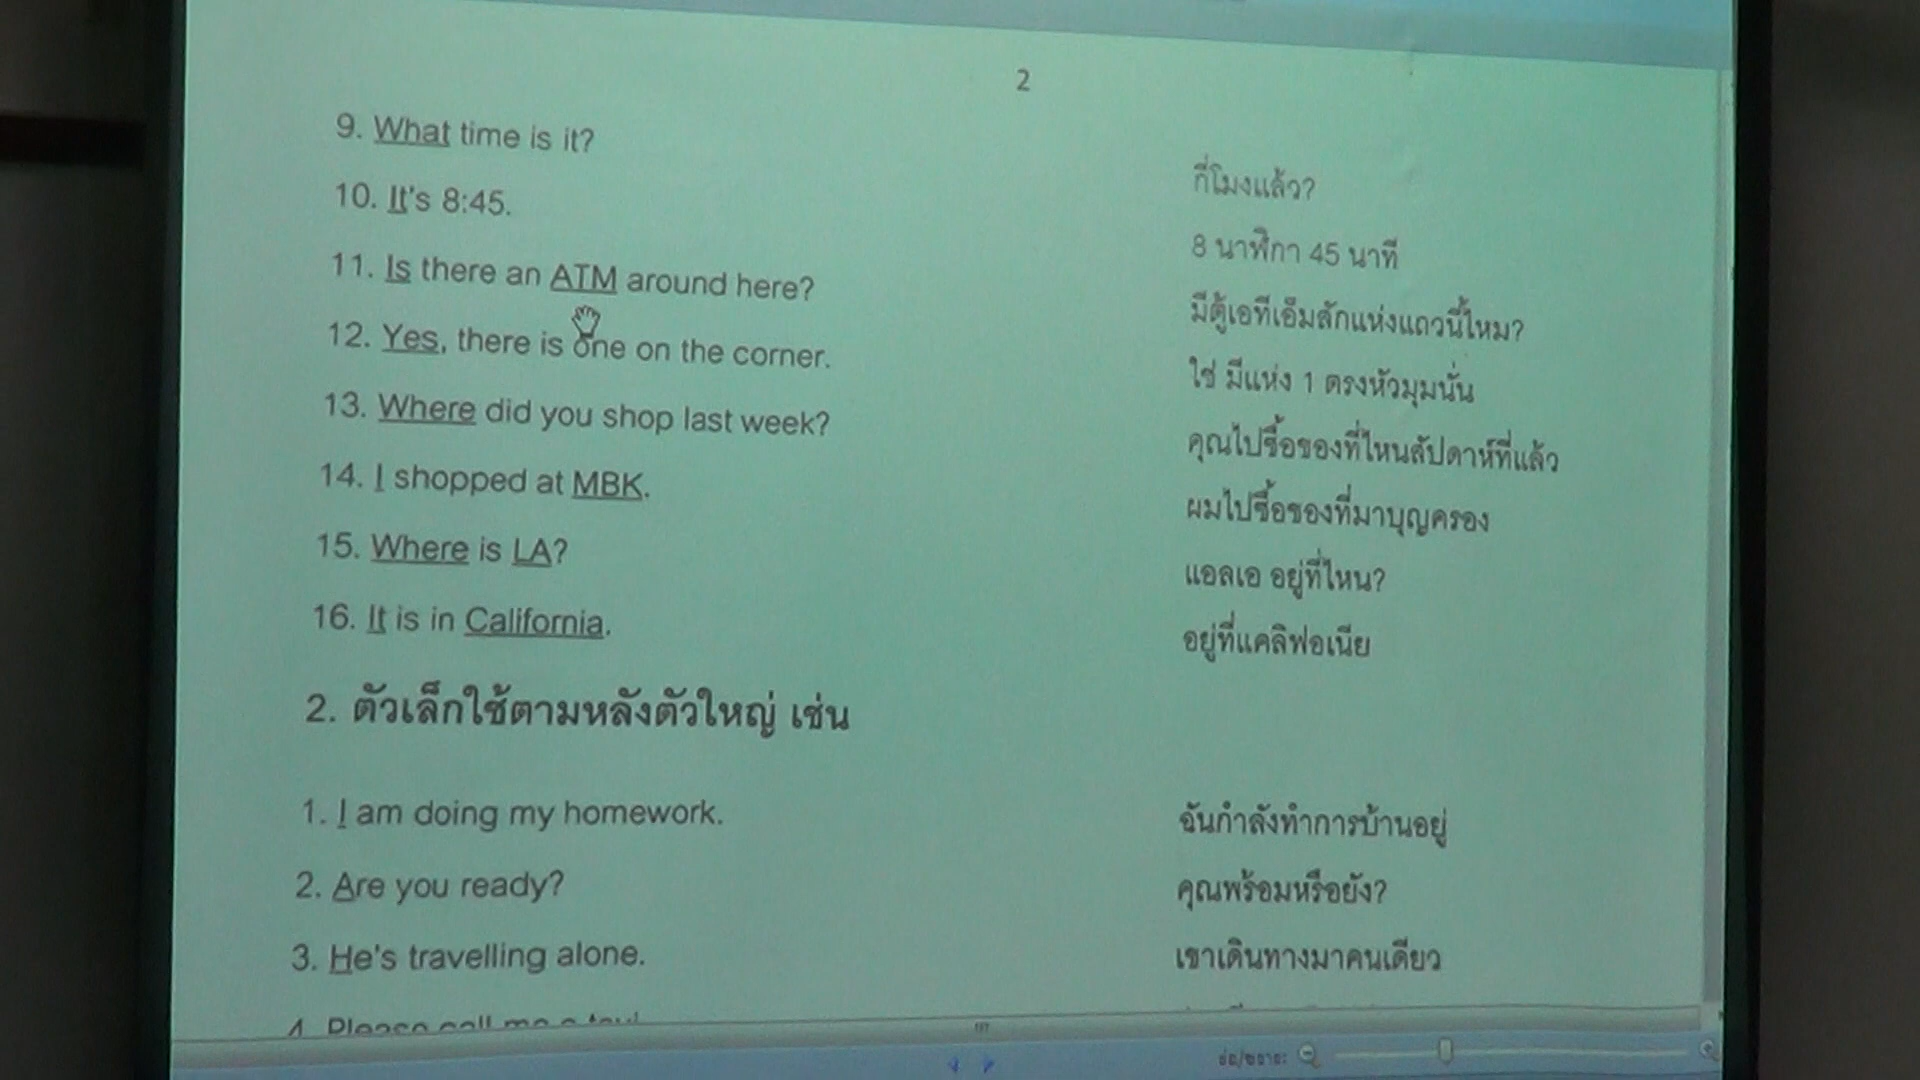 2
9. What time is it?
กี่โมงแล้ว?
10. It's 8:45.
8 นาฬิกา 45 นาที
11. Is there an ATM around here?
มีตู้เอทีเอ็มสักแห่งแถวนี้ไหม?
12. Yes, there is one on the corner.
ใช่ มีแห่ง 1 ตรงหัวมุมนั่น
13. Where did you shop last week?
คุณไปซื้อของที่ไหนสัปดาห์ที่แล้ว
14. I shopped at MBK.
ผมไปซื้อของที่มาบุญครอง
15. Where is LA?
แอลเอ อยู่ที่ไหน?
16. It is in California.
อยู่ที่แคลิฟอเนีย
2. ตัวเล็กใช้ตามหลังตัวใหญ่ เช่น
1. I am doing my homework.
ฉันกำลังทำการบ้านอยู่
2. Are you ready?
คุณพร้อมหรือยัง?
3. He's travelling alone.
เขาเดินทางมาคนเดียว
4. Please call me a taxi
ย่อ/ขยาย: